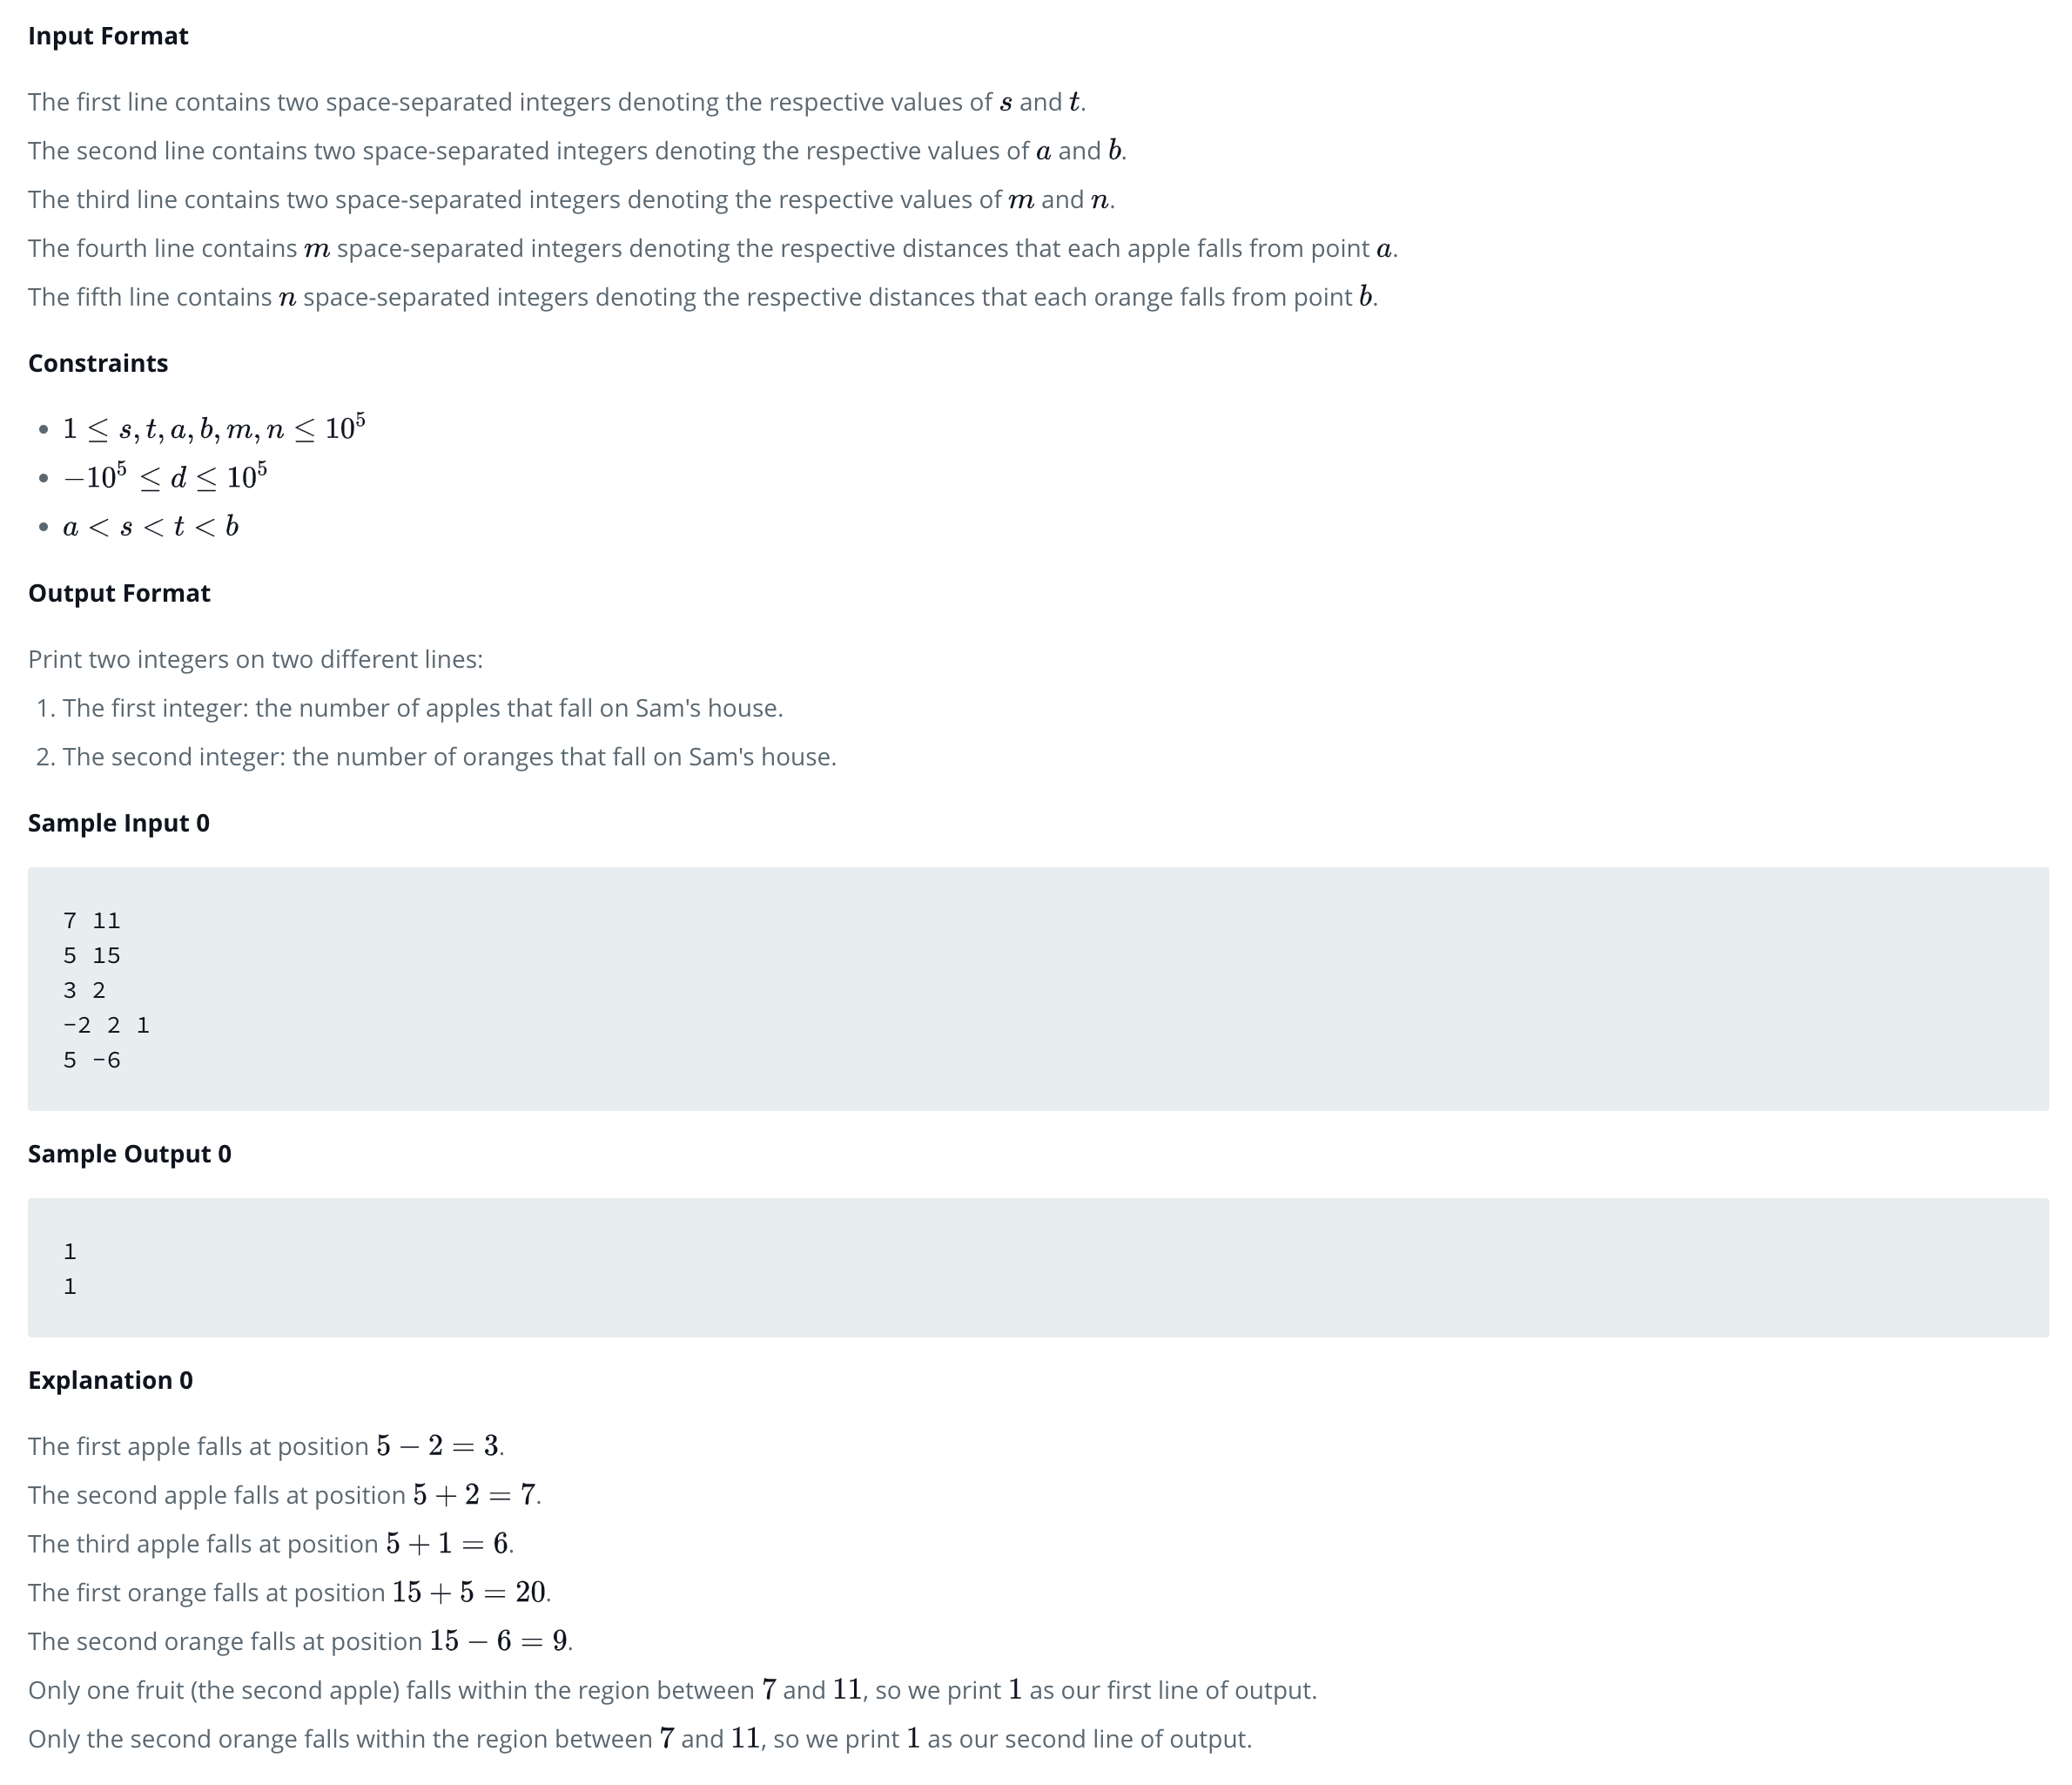 Input Format
The first line contains two space-separated integers denoting the respective values of s and t.
The second line contains two space-separated integers denoting the respective values of a and b.
The third line contains two space-separated integers denoting the respective values of m and n.
The fourth line contains m space-separated integers denoting the respective distances that each apple falls from point a.
The fifth line contains n space-separated integers denoting the respective distances that each orange falls from point b.
Constraints
• 1 ≤ s, t, a, b, m, n ≤ 10⁵
• −10⁵ ≤ d ≤ 10⁵
• a < s < t < b
Output Format
Print two integers on two different lines:
1. The first integer: the number of apples that fall on Sam's house.
2. The second integer: the number of oranges that fall on Sam's house.
Sample Input 0
7 11
5 15
3 2
-2 2 1
5 -6
Sample Output 0
1
1
Explanation 0
The first apple falls at position 5 − 2 = 3.
The second apple falls at position 5 + 2 = 7.
The third apple falls at position 5 + 1 = 6.
The first orange falls at position 15 + 5 = 20.
The second orange falls at position 15 − 6 = 9.
Only one fruit (the second apple) falls within the region between 7 and 11, so we print 1 as our first line of output.
Only the second orange falls within the region between 7 and 11, so we print 1 as our second line of output.